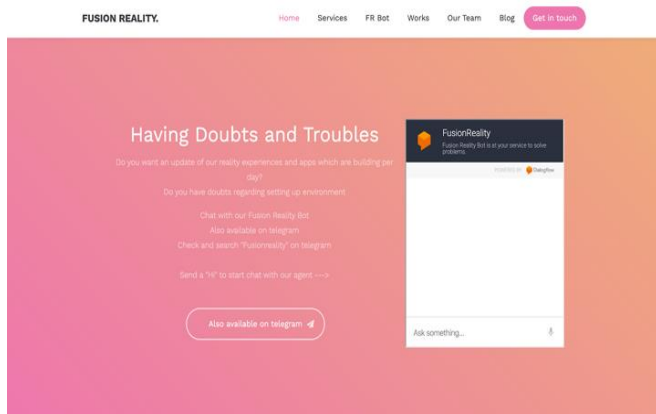 FUSION REALITY.
Home Services FR Bot Works Our Team Blog Get in touch
Having Doubts and Troubles
Do you want an update of our reality experiences and apps which are building per
day?
Do you have doubts regarding setting up environment
Chat with our Fusion Reality Bot
Also available on telegram
Check and search "Fusionreality" on telegram
Send a "Hi" to start chat with our agent --->
Also available on telegram
FusionReality
Fusion Reality Bot is at your service to solve
problems
POWERED BY Dialogflow
Ask something...